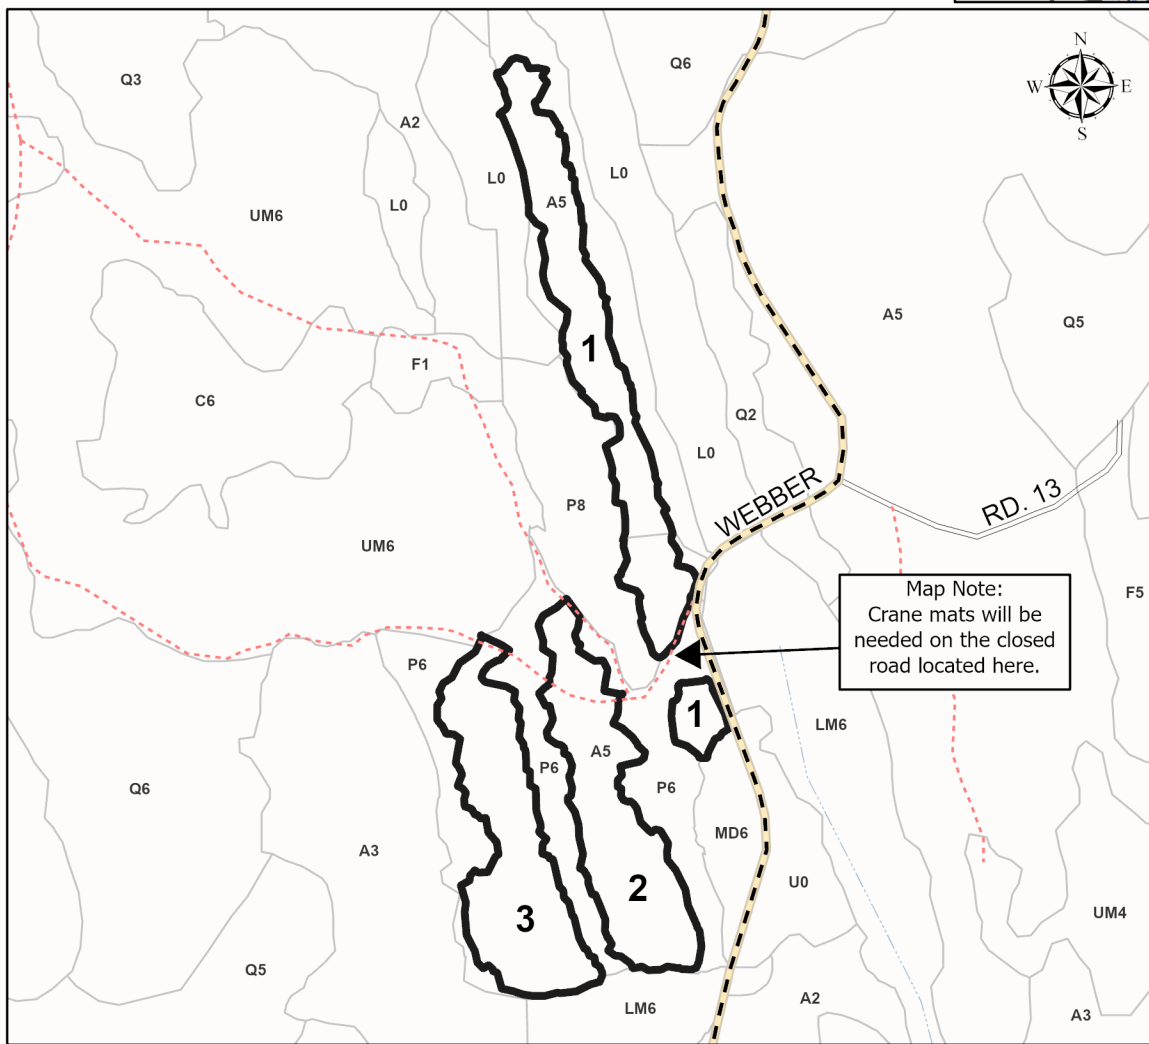 N
W E
S
Q3
Q6
A2
L0
L0
A5
L0
UM6
A5
Q5
1
F1
C6
Q2
L0
WEBBER
RD. 13
P8
UM6
Map Note:
Crane mats will be
needed on the closed
road located here.
F5
P6
1
LM6
A5
P6
P6
Q6
MD6
A3
U0
2
3
UM4
Q5
A2
LM6
A3